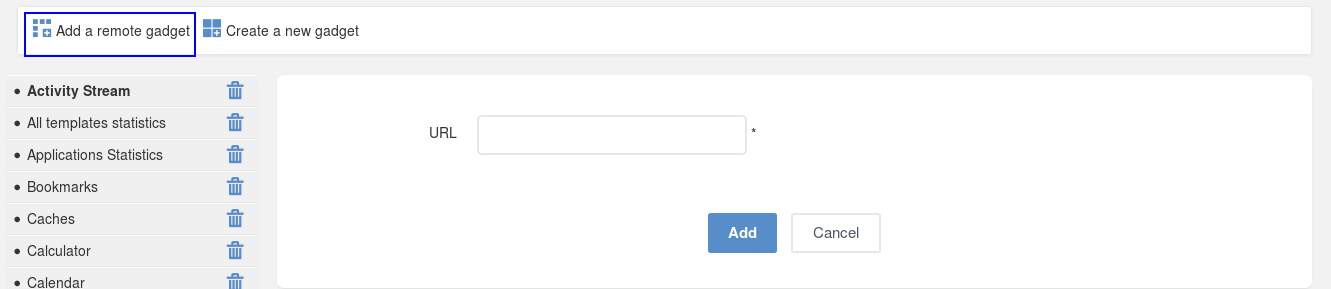 Add a remote gadget Create a new gadget
Activity Stream
All templates statistics
Applications Statistics
Bookmarks
Caches
Calculator
Calendar
URL *
Add Cancel